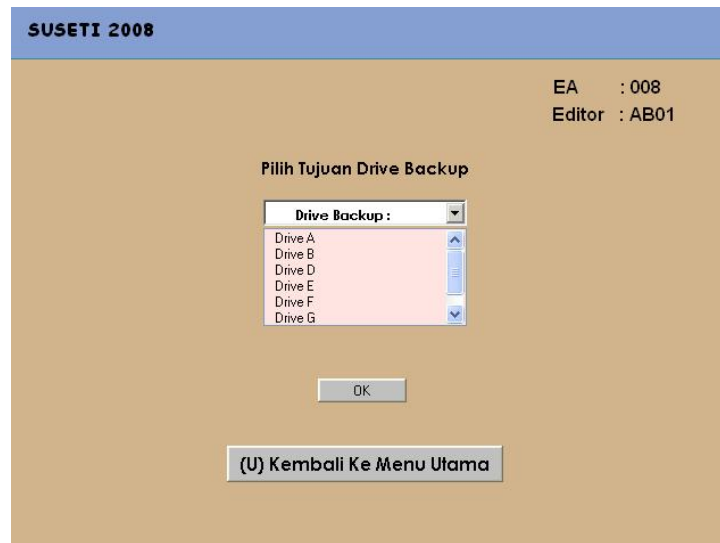 SUSETI 2008
EA : 008
Editor : AB01
Pilih Tujuan Drive Backup
Drive Backup :
Drive A
Drive B
Drive D
Drive E
Drive F
Drive G
OK
(U) Kembali Ke Menu Utama